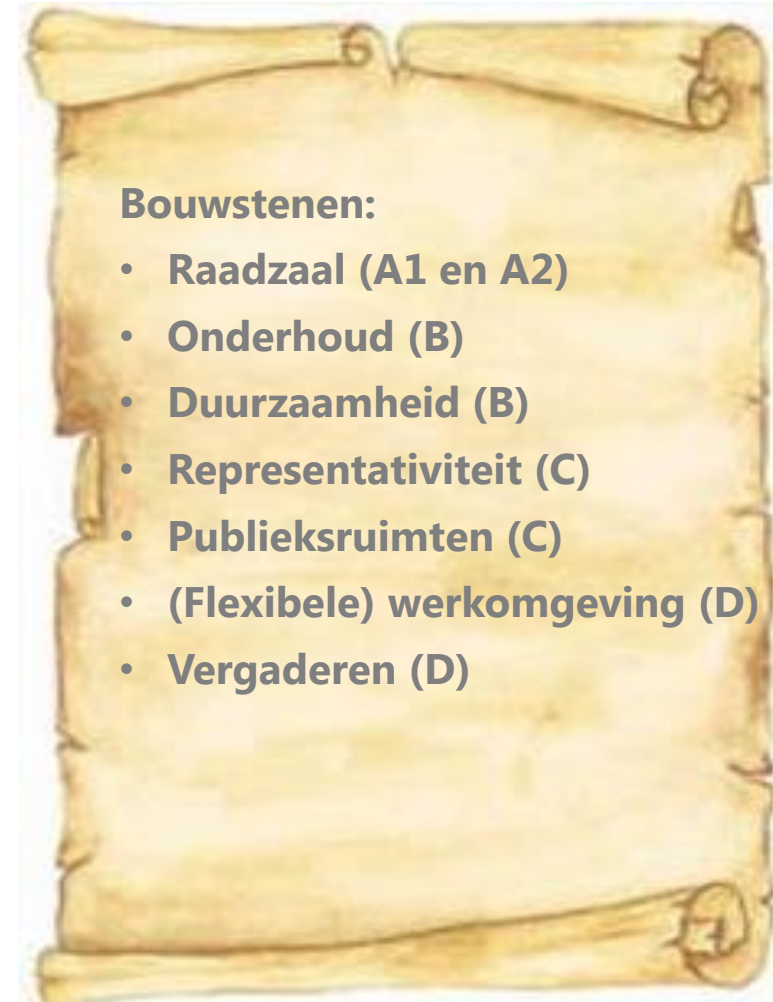 Bouwstenen:
• Raadzaal (A1 en A2)
• Onderhoud (B)
• Duurzaamheid (B)
• Representativiteit (C)
• Publieksruimten (C)
• (Flexibele) werkomgeving (D)
• Vergaderen (D)